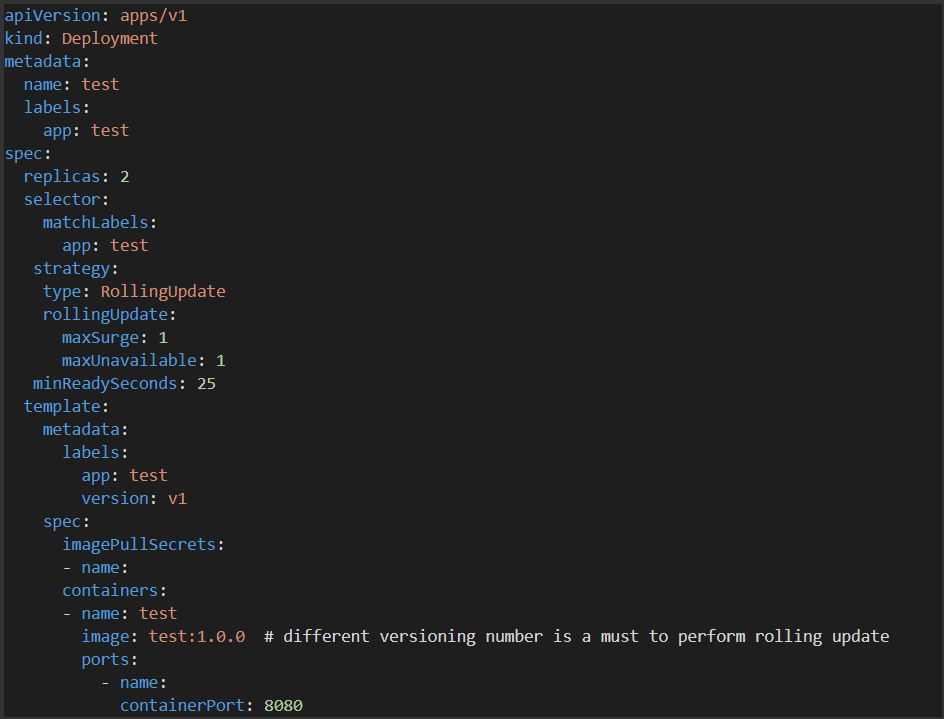 apiVersion: apps/v1
kind: Deployment
metadata:
  name: test
  labels:
    app: test
spec:
  replicas: 2
  selector:
    matchLabels:
      app: test
   strategy:
    type: RollingUpdate
    rollingUpdate:
      maxSurge: 1
      maxUnavailable: 1
   minReadySeconds: 25
  template:
    metadata:
      labels:
        app: test
        version: v1
    spec:
      imagePullSecrets:
      - name:
      containers:
      - name: test
        image: test:1.0.0  # different versioning number is a must to perform rolling update
        ports:
          - name:
            containerPort: 8080